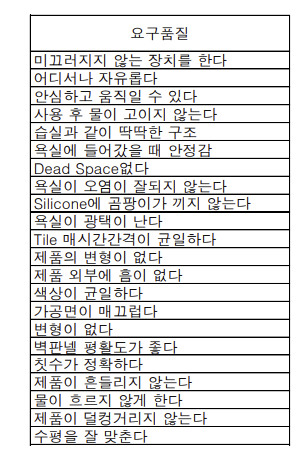 요구품질
미끄러지지 않는 장치를 한다
어디서나 자유롭다
안심하고 움직일 수 있다
사용 후 물이 고이지 않는다
습실과 같이 딱딱한 구조
욕실에 들어갔을 때 안정감
Dead Space없다
욕실이 오염이 잘되지 않는다
Silicone에 곰팡이가 끼지 않는다
욕실이 광택이 난다
Tile 매시간간격이 균일하다
제품의 변형이 없다
제품 외부에 흠이 없다
색상이 균일하다
가공면이 매끄럽다
변형이 없다
벽판넬 평활도가 좋다
칫수가 정확하다
제품이 흔들리지 않는다
물이 흐르지 않게 한다
제품이 덜컹거리지 않는다
수평을 잘 맞춘다